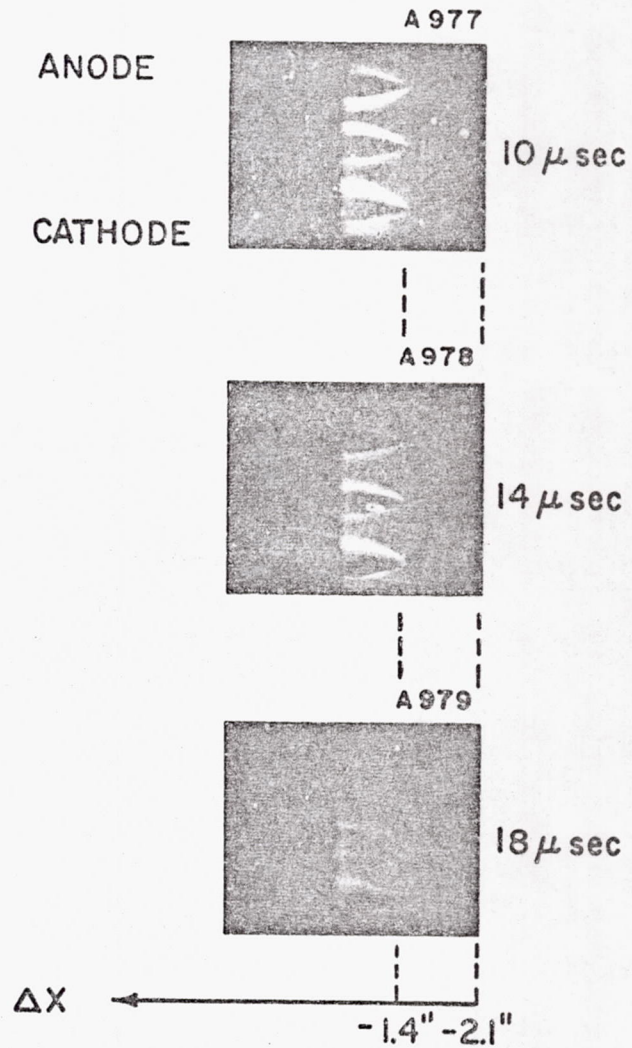 A977
ANODE
10 μ sec
CATHODE
A978
14 μ sec
A979
18 μ sec
ΔX
-1.4" -2.1"